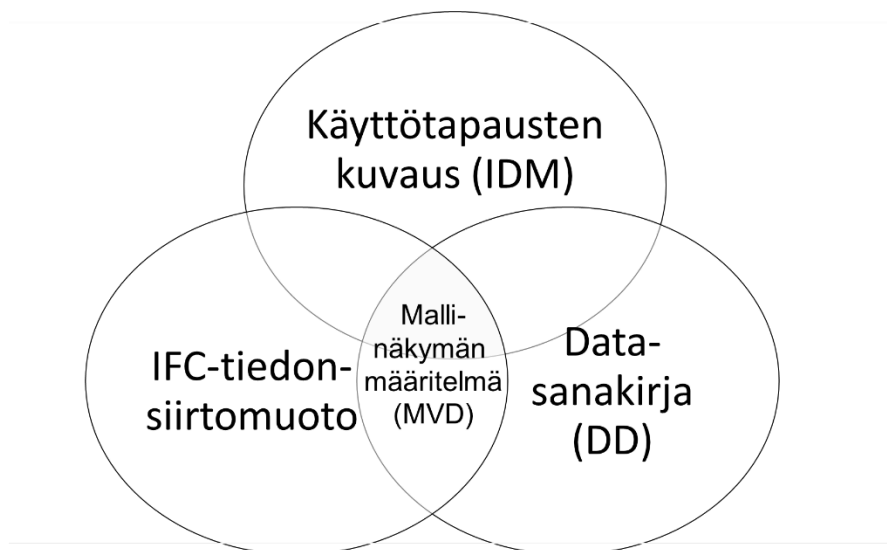 Käyttötapausten
kuvaus (IDM)
IFC-tiedon-
siirtomuoto
Malli-
näkymän
määritelmä
(MVD)
Data-
sanakirja
(DD)